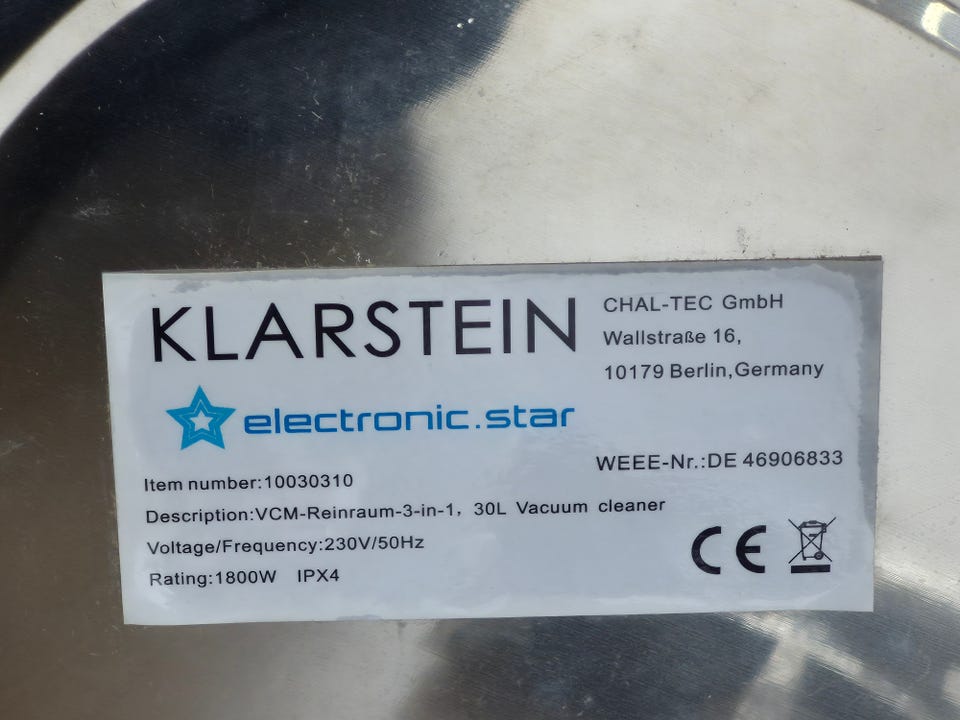 KLARSTEIN
electronic.star
CHAL-TEC GmbH
Wallstraße 16,
10179 Berlin,Germany
WEEE-Nr.:DE 46906833
Item number:10030310
Description:VCM-Reinraum-3-in-1, 30L Vacuum cleaner
Voltage/Frequency:230V/50Hz
Rating:1800W IPX4
CE